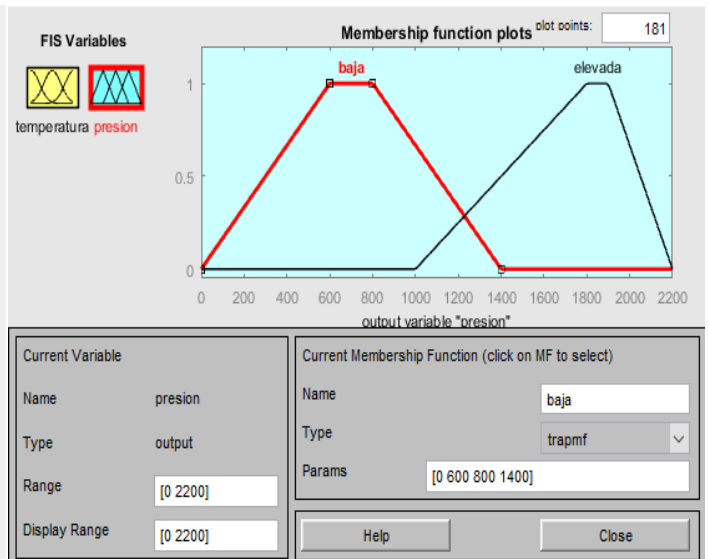 FIS Variables
Membership function plots
plot points:
181
temperatura
presion
baja
elevada
1
0.5
0
0 200 400 600 800 1000 1200 1400 1600 1800 2000 2200
output variable "presion"
Current Variable
Name presion
Type output
Range [0 2200]
Display Range [0 2200]
Current Membership Function (click on MF to select)
Name baja
Type trapmf
Params [0 600 800 1400]
Help Close